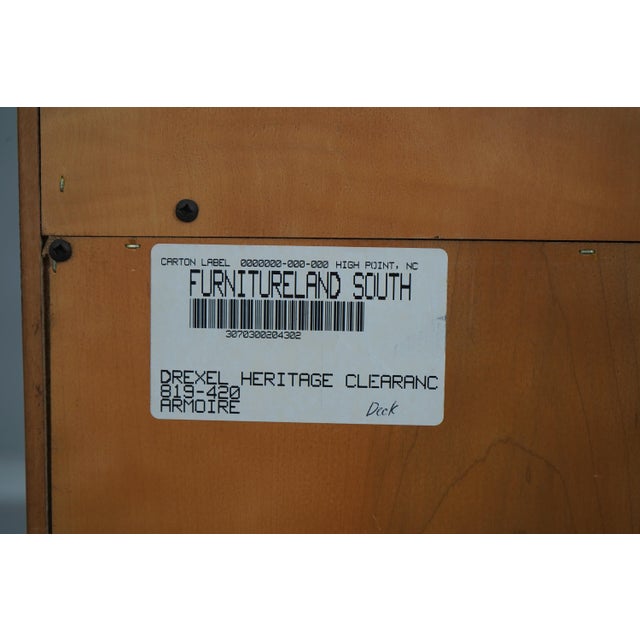 CARTON LABEL 0000000-000-000 HIGH POINT, NC
FURNITURELAND SOUTH
3070300204302
DREXEL HERITAGE CLEARANC
819-420
ARMOIRE
Deck